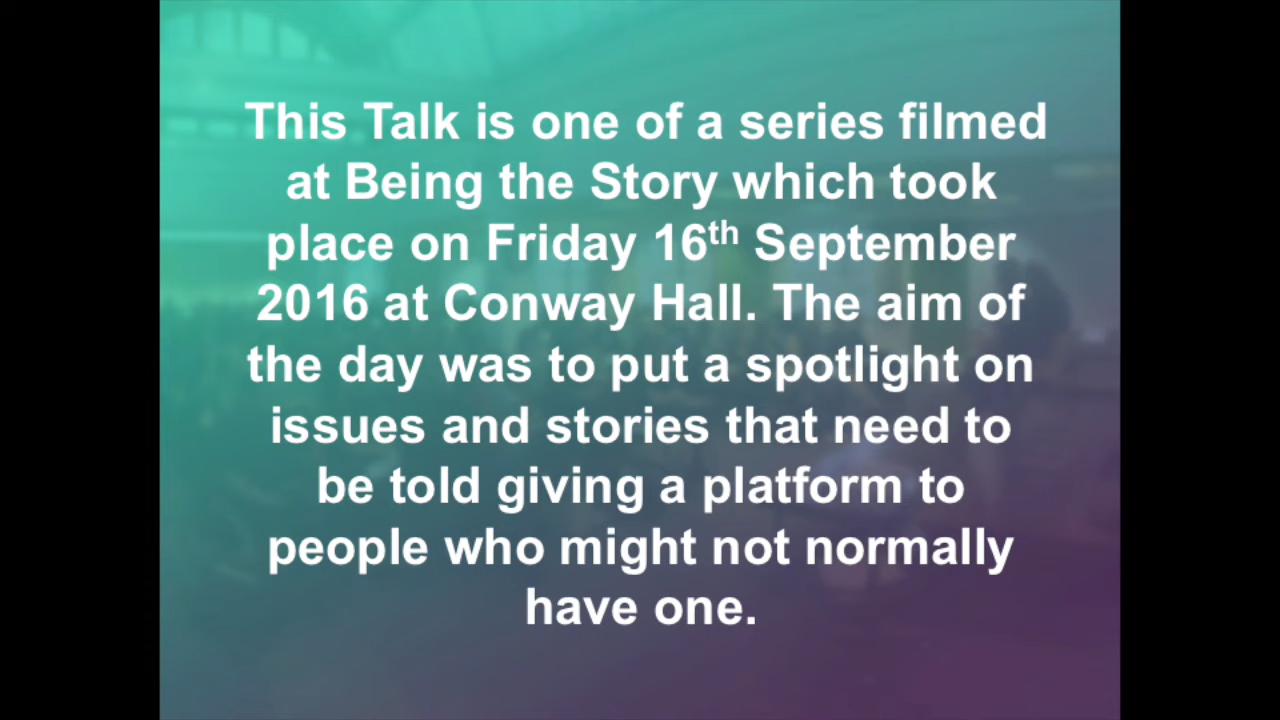 This Talk is one of a series filmed
at Being the Story which took
place on Friday 16th September
2016 at Conway Hall. The aim of
the day was to put a spotlight on
issues and stories that need to
be told giving a platform to
people who might not normally
have one.